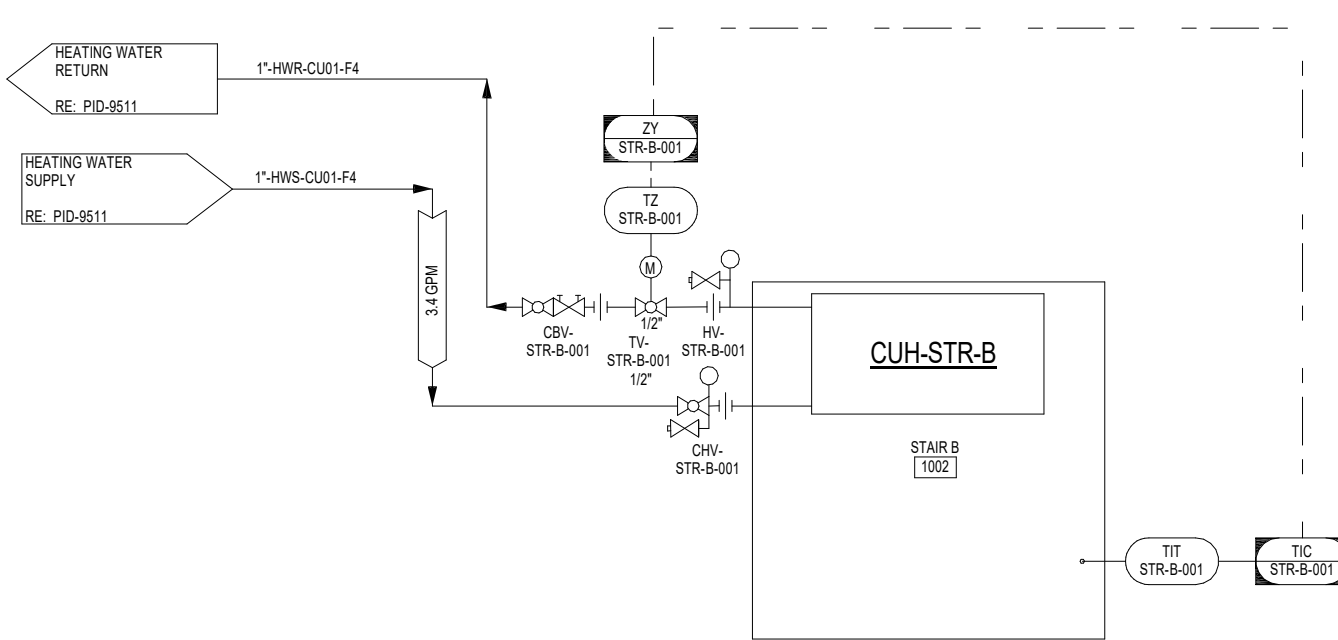 HEATING WATER
RETURN
RE: PID-9511
1"-HWR-CU01-F4
HEATING WATER
SUPPLY
RE: PID-9511
1"-HWS-CU01-F4
3.4 GPM
ZY
STR-B-001
TZ
STR-B-001
M
CBV-
STR-B-001
1/2"
TV-
STR-B-001
1/2"
HV-
STR-B-001
CHV-
STR-B-001
CUH-STR-B
STAIR B
1002
TIT
STR-B-001
TIC
STR-B-001